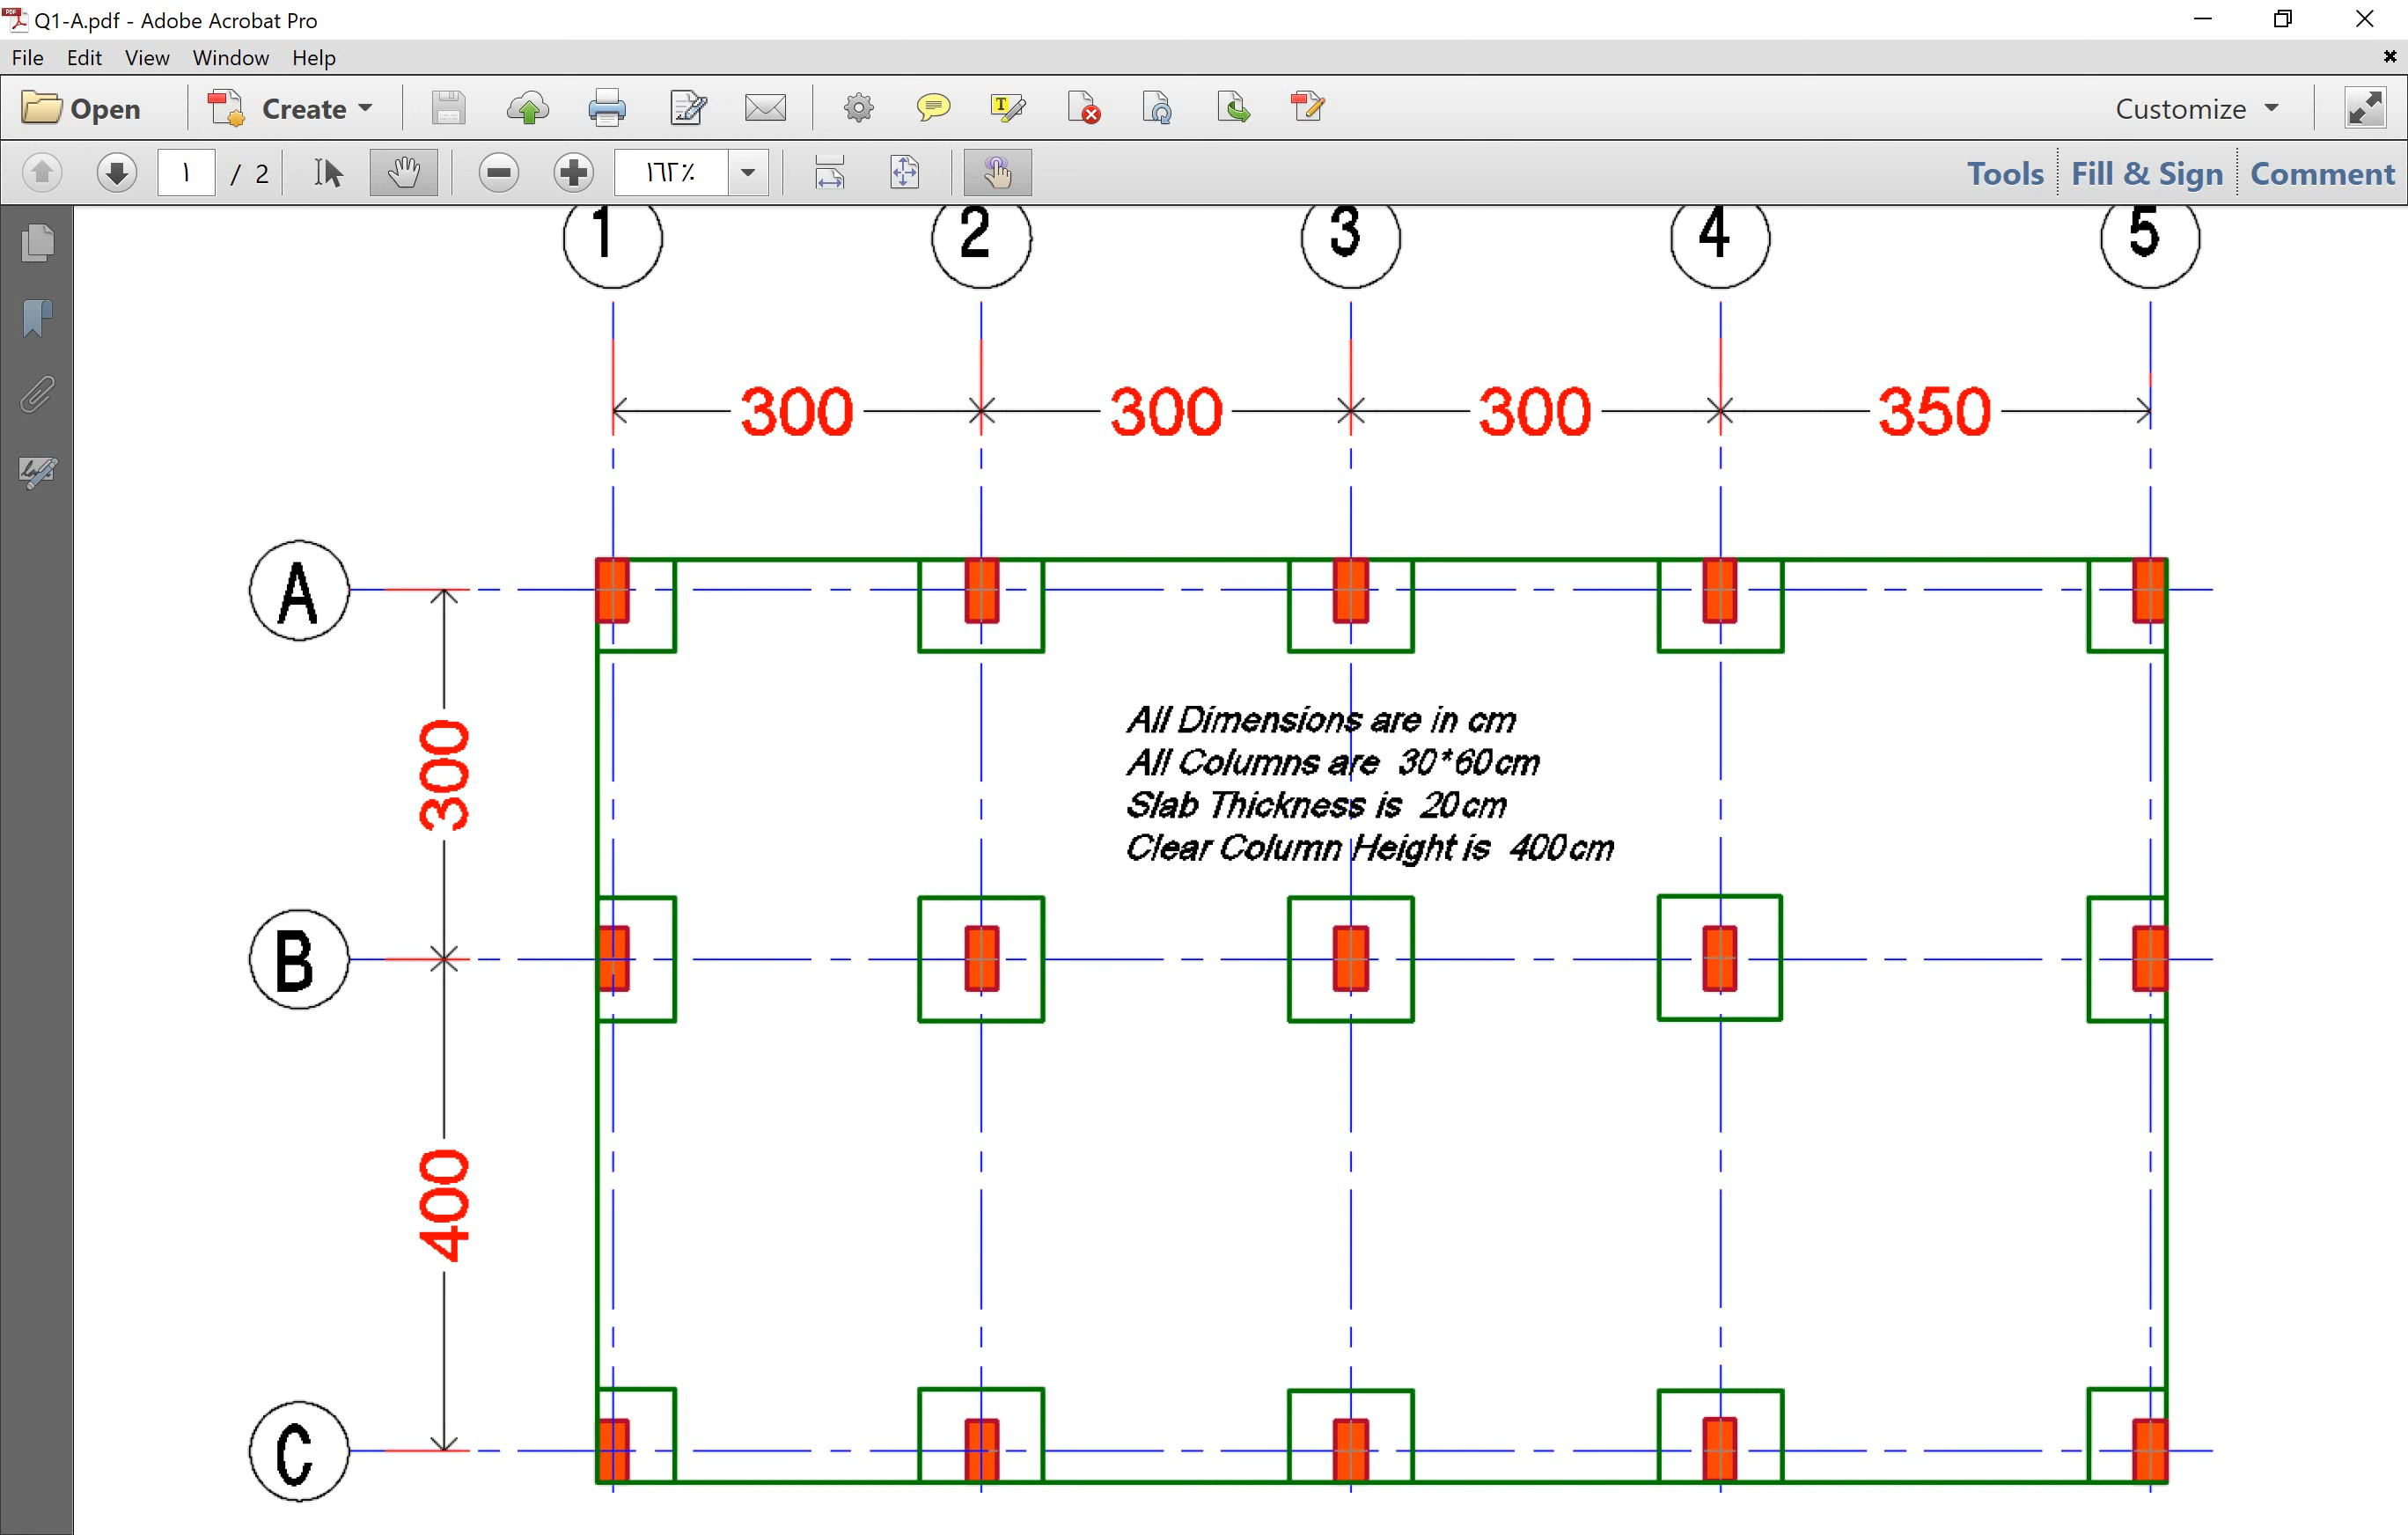 Q1-A.pdf - Adobe Acrobat Pro
File Edit View Window Help
Open Create Customize
١ / 2 ١٦٢٪ Tools Fill & Sign Comment
1 2 3 4 5
300 300 300 350
A
300
All Dimensions are in cm
All Columns are 30*60cm
Slab Thickness is 20cm
Clear Column Height is 400cm
B
400
C